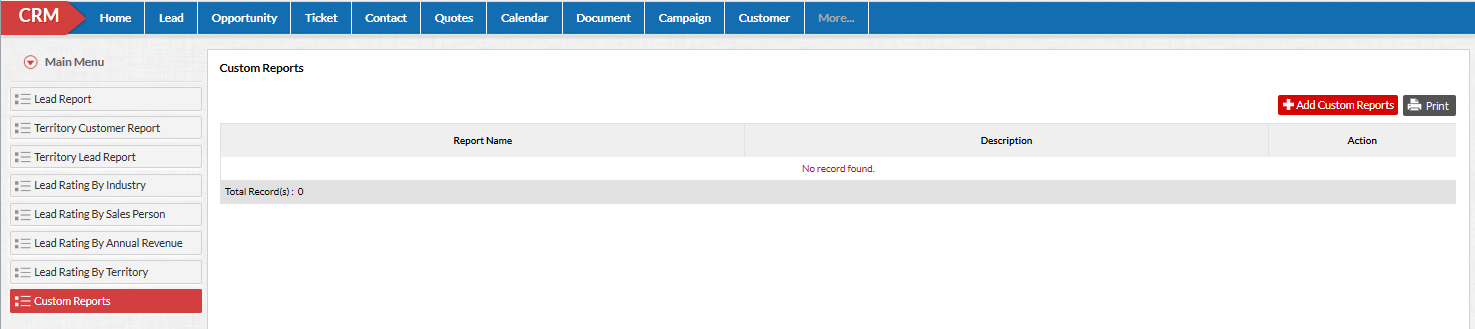 CRM Home Lead Opportunity Ticket Contact Quotes Calendar Document Campaign Customer More...
Main Menu
Lead Report
Territory Customer Report
Territory Lead Report
Lead Rating By Industry
Lead Rating By Sales Person
Lead Rating By Annual Revenue
Lead Rating By Territory
Custom Reports
Custom Reports
Add Custom Reports Print
Report Name Description Action
No record found.
Total Record(s) : 0